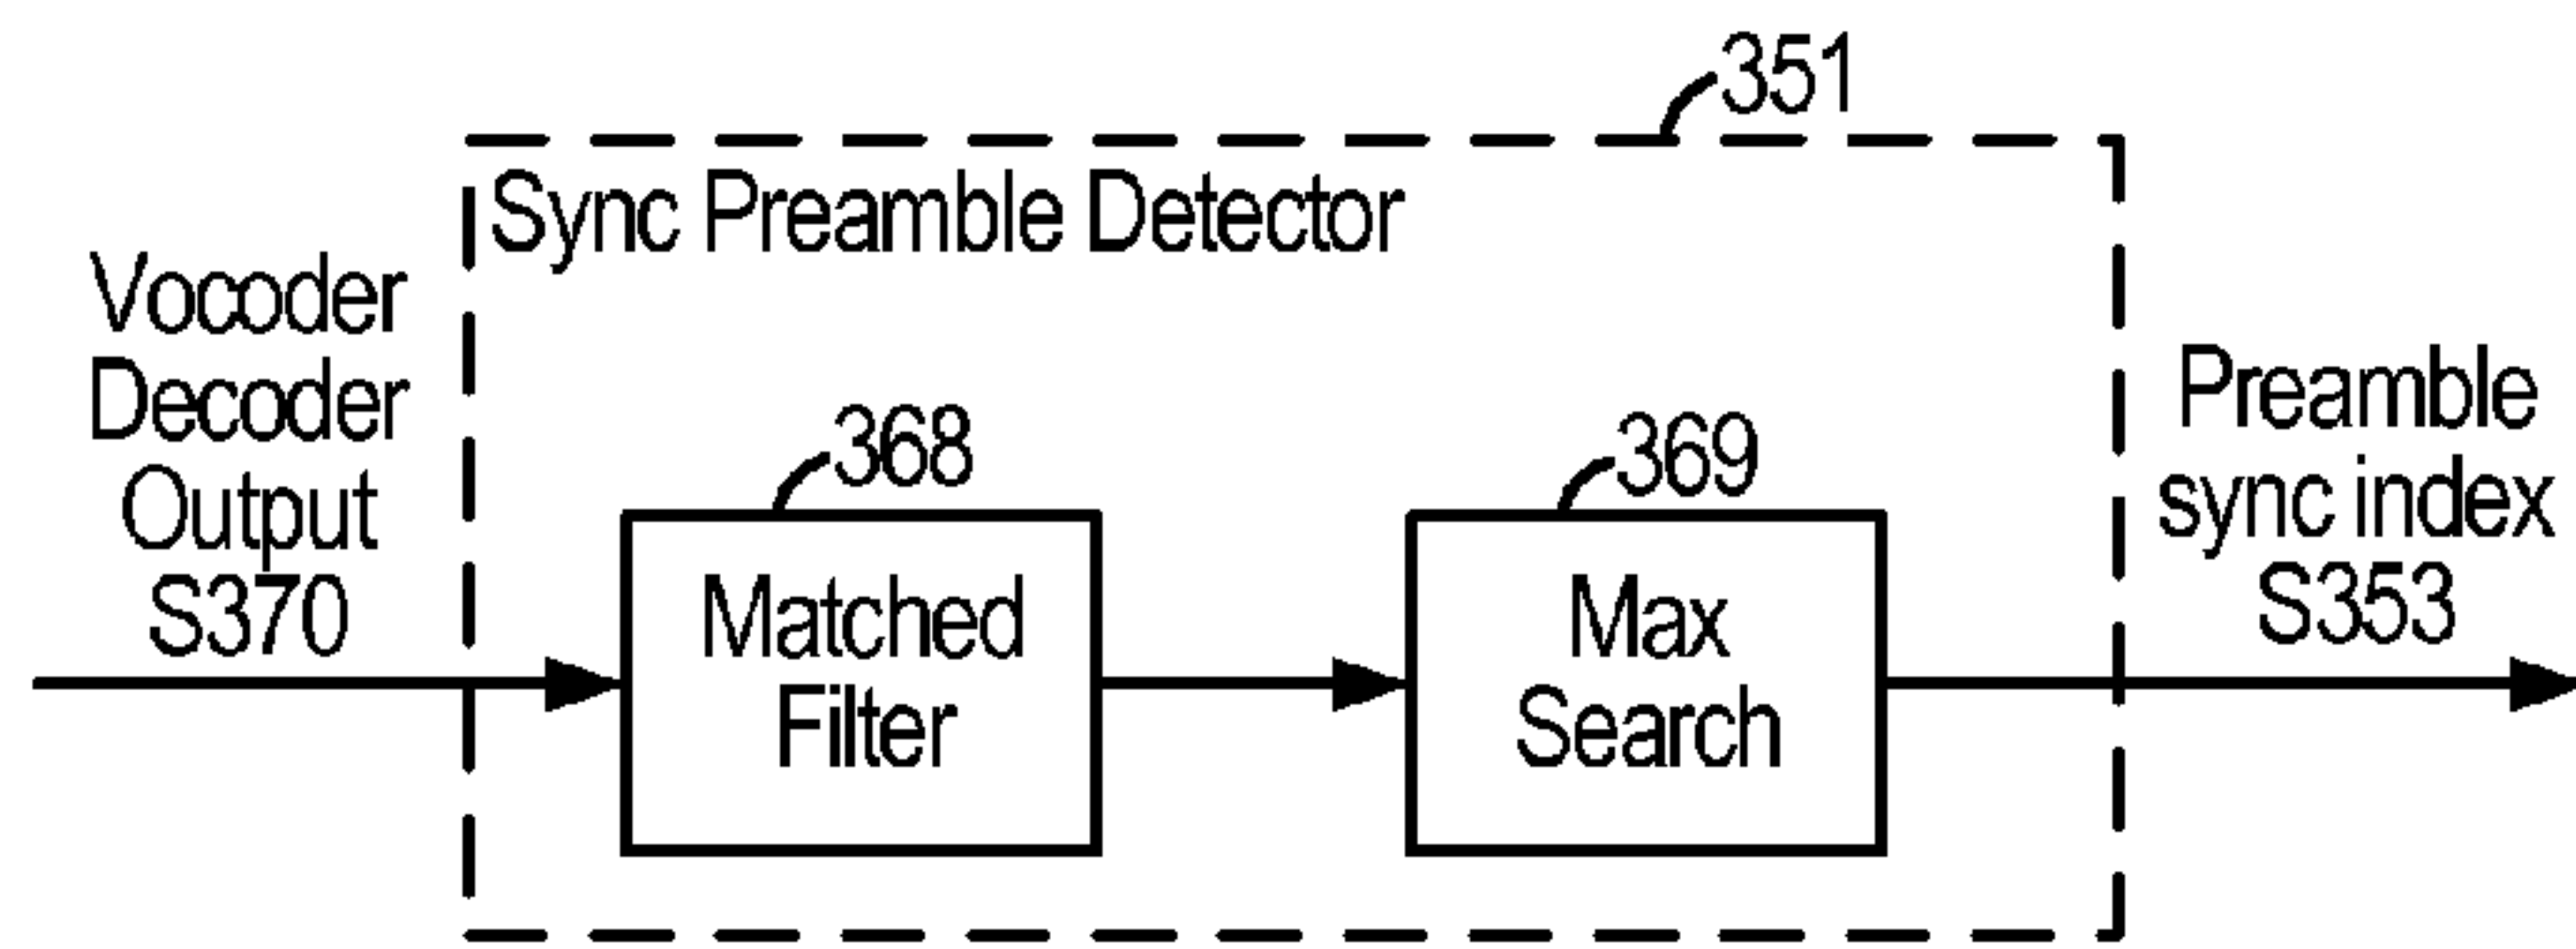 351
Sync Preamble Detector
Vocoder
Decoder
Output
S370
368
Matched
Filter
369
Max
Search
Preamble
sync index
S353